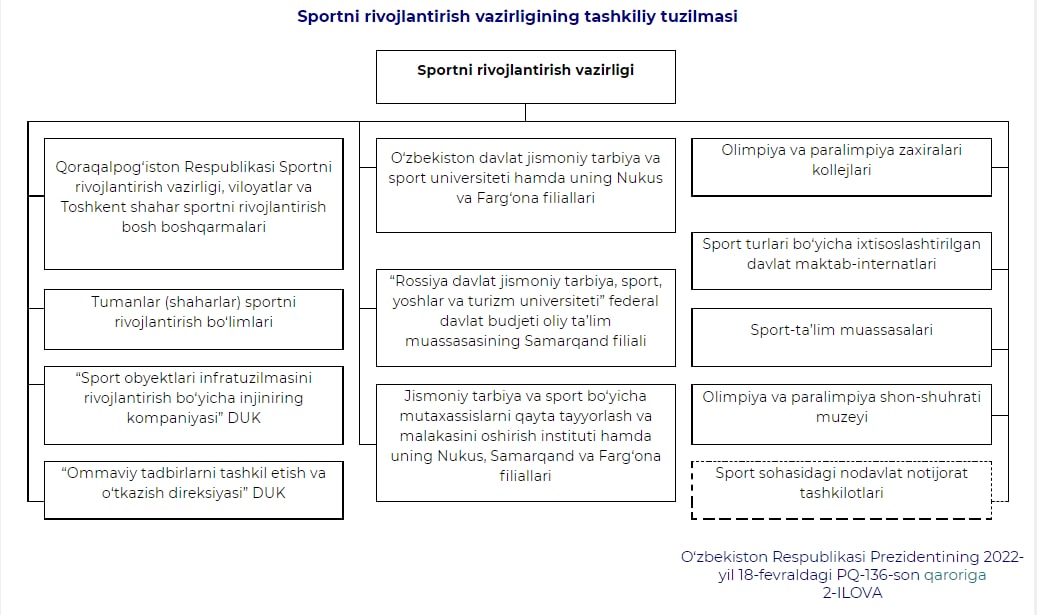 Sportni rivojlantirish vazirligining tashkiliy tuzilmasi
Sportni rivojlantirish vazirligi
Qoraqalpog‘iston Respublikasi Sportni
rivojlantirish vazirligi, viloyatlar va
Toshkent shahar sportni rivojlantirish
bosh boshqarmalari
Tumanlar (shaharlar) sportni
rivojlantirish bo‘limlari
“Sport obyektlari infratuzilmasini
rivojlantirish bo‘yicha injiniring
kompaniyasi” DUK
“Ommaviy tadbirlarni tashkil etish va
o‘tkazish direksiyasi” DUK
O‘zbekiston davlat jismoniy tarbiya va
sport universiteti hamda uning Nukus
va Farg‘ona filiallari
“Rossiya davlat jismoniy tarbiya, sport,
yoshlar va turizm universiteti” federal
davlat budjeti oliy ta’lim
muassasasining Samarqand filiali
Jismoniy tarbiya va sport bo‘yicha
mutaxassislarni qayta tayyorlash va
malakasini oshirish instituti hamda
uning Nukus, Samarqand va Farg‘ona
filiallari
Olimpiya va paralimpiya zaxiralari
kollejlari
Sport turlari bo‘yicha ixtisoslashtirilgan
davlat maktab-internatlari
Sport-ta’lim muassasalari
Olimpiya va paralimpiya shon-shuhrati
muzeyi
Sport sohasidagi nodavlat notijorat
tashkilotlari
O‘zbekiston Respublikasi Prezidentining 2022-
yil 18-fevraldagi PQ-136-son qaroriga
2-ILOVA